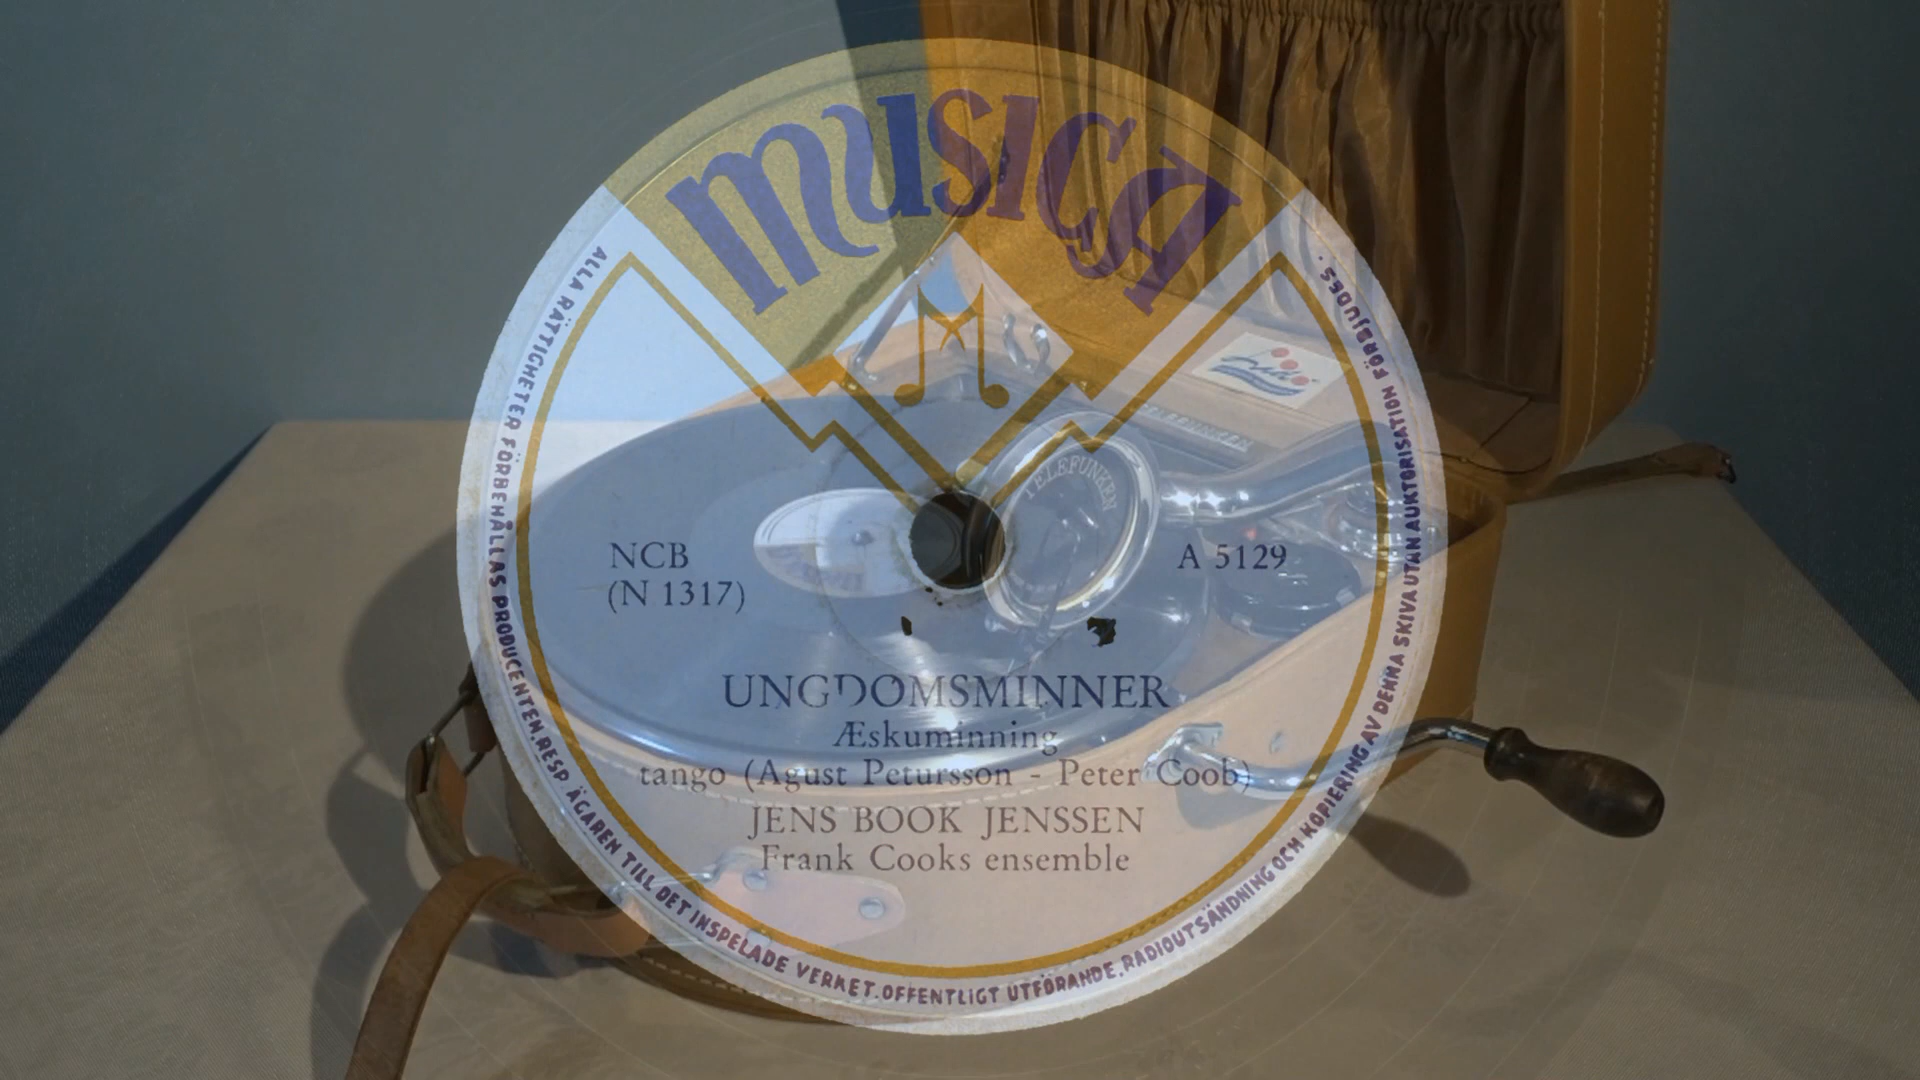 MUSICA
NCB
(N 1317)
A 5129
UNGDOMSMINNER
Æskuminning
tango (Agust Petursson - Peter Coob)
JENS BOOK JENSSEN
Frank Cooks ensemble
ALLA RÄTTIGHETER FÖRBEHÅLLAS PRODUCENTEN.RESP. ÄGAREN TILL DET INSPELADE VERKET.OFFENTLIGT UTFÖRANDE,RADIOUTSÄNDNING OCH KOPIERING AV DENNA SKIVA UTAN AUKTORISATION FÖRBJUDES.
TELEFUNKEN